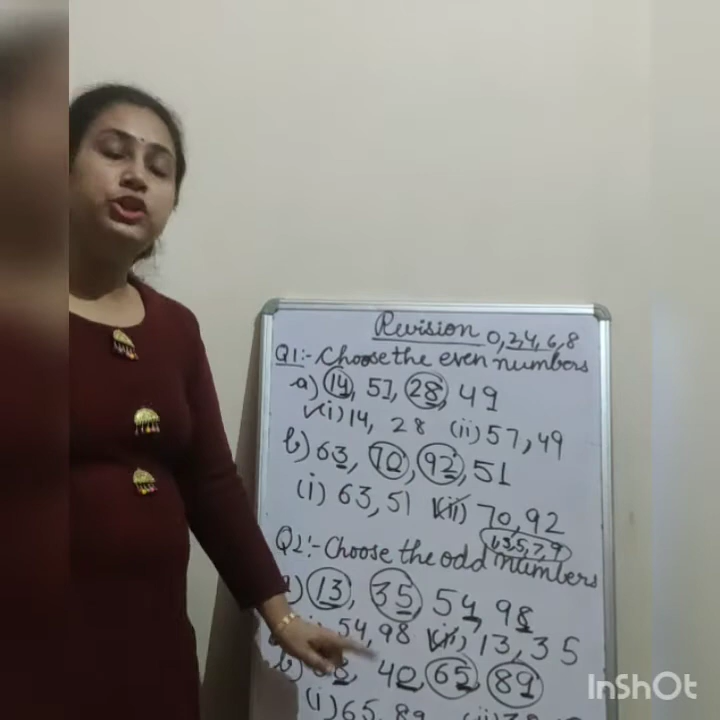 Revision 0,2,4,6,8
Q1:- Choose the even numbers
a) 14, 51, 28, 49
(i) 14, 28 (ii) 57, 49
b) 63, 70, 92, 51
(i) 63, 51 (ii) 70, 92
1,3,5,7,9
Q2:- Choose the odd numbers
13, 35, 54, 98
54, 98 (ii) 13, 35
b) 40, 65, 89
(i) 65, 89 (ii)
InShOt